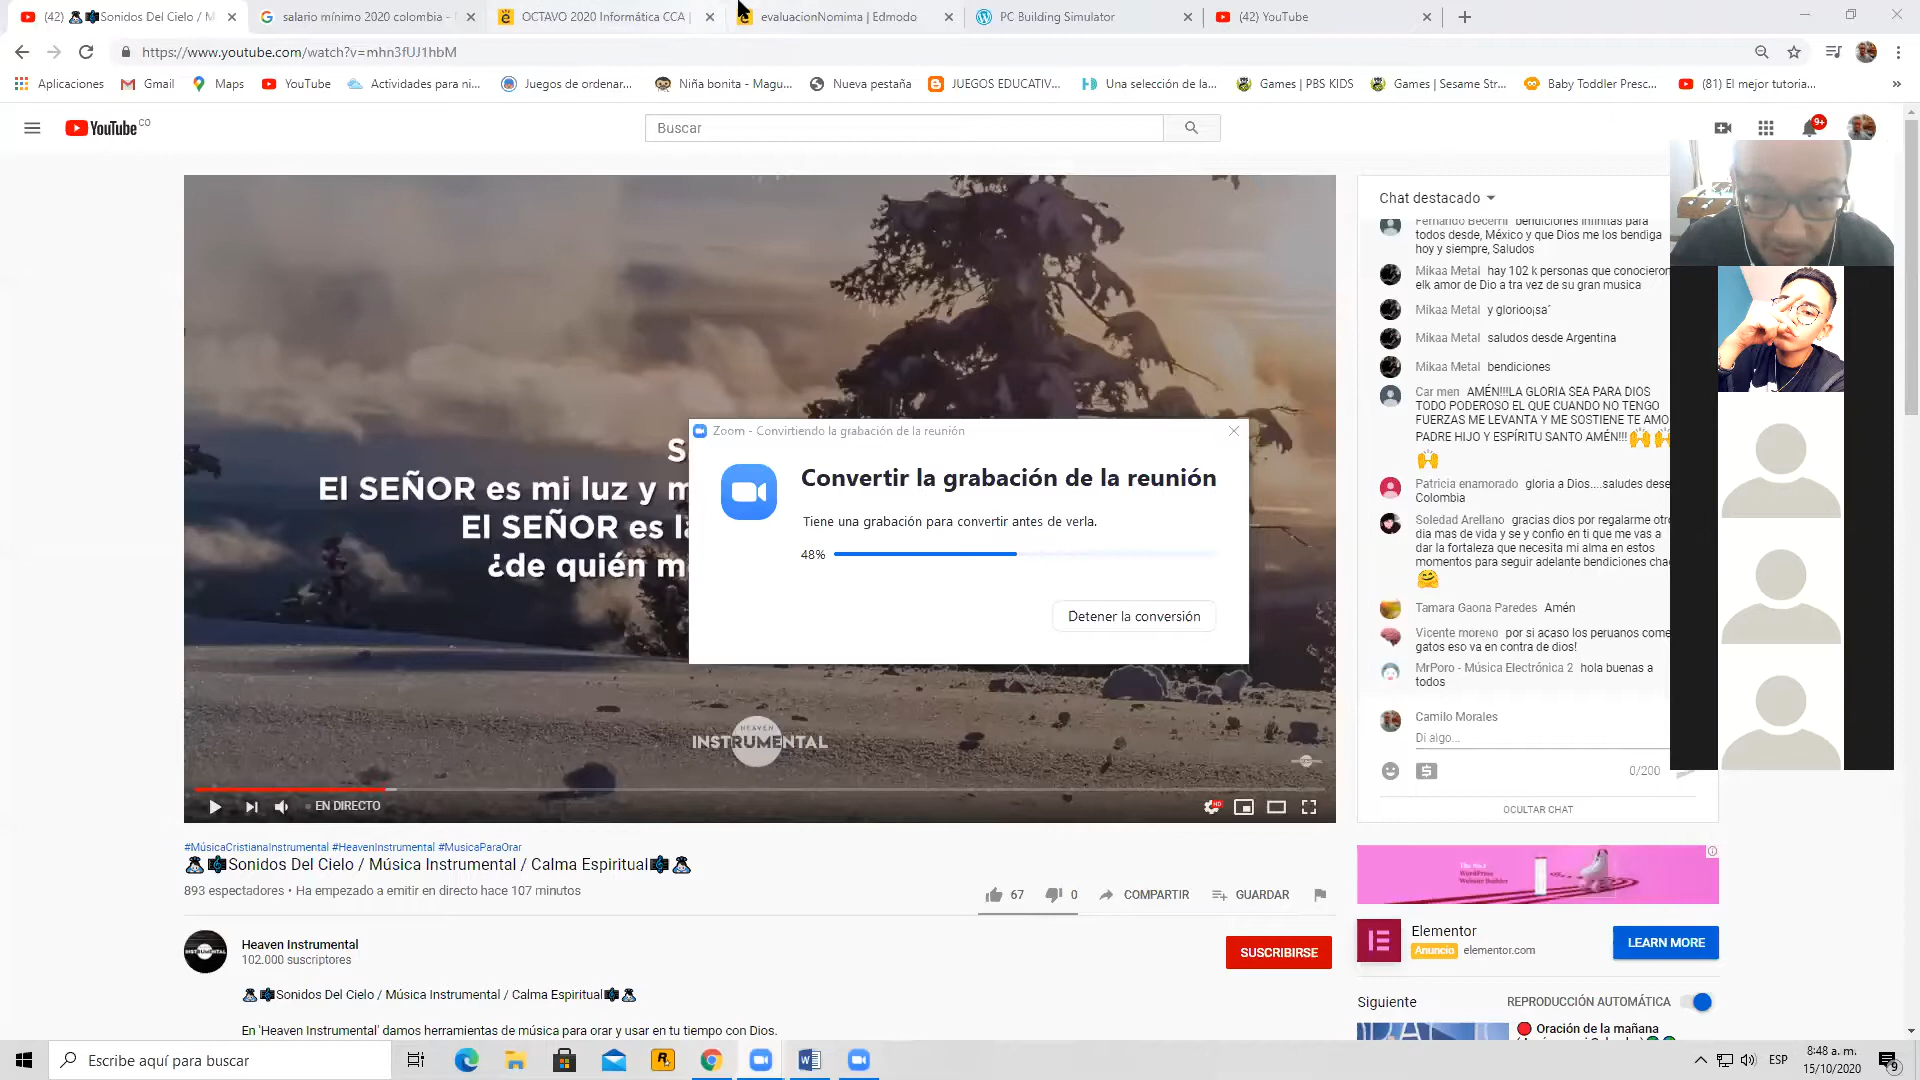 (42) Sonidos Del Cielo / M
salario mínimo 2020 colombia -
OCTAVO 2020 Informática CCA |
evaluacionNomima | Edmodo
PC Building Simulator
(42) YouTube
https://www.youtube.com/watch?v=mhn3fUJ1hbM
Aplicaciones
Gmail
Maps
YouTube
Actividades para ni...
Juegos de ordenar...
Niña bonita - Magu...
Nueva pestaña
JUEGOS EDUCATIV...
Una selección de la...
Games | PBS KIDS
Games | Sesame Str...
Baby Toddler Presc...
(81) El mejor tutoria...
»
YouTube CO
Buscar
9+
El SEÑOR es mi luz y m
El SEÑOR es l
¿de quién m
HEAVEN
INSTRUMENTAL
EN DIRECTO
HD
Zoom - Convirtiendo la grabación de la reunión
Convertir la grabación de la reunión
Tiene una grabación para convertir antes de verla.
48%
Detener la conversión
Chat destacado
Fernando Becerril bendiciones infinitas para
todos desde, México y que Dios me los bendiga
hoy y siempre, Saludos
Mikaa Metal hay 102 k personas que conocieron
elk amor de Dio a tra vez de su gran musica
Mikaa Metal y glorioo¡sa¨
Mikaa Metal saludos desde Argentina
Mikaa Metal bendiciones
Car men AMÉN!!!LA GLORIA SEA PARA DIOS
TODO PODEROSO EL QUE CUANDO NO TENGO
FUERZAS ME LEVANTA Y ME SOSTIENE TE AMO
PADRE HIJO Y ESPÍRITU SANTO AMÉN!!!
Patricia enamorado gloria a Dios....saludes dese
Colombia
Soledad Arellano gracias dios por regalarme otro
dia mas de vida y se y confio en ti que me vas a
dar la fortaleza que necesita mi alma en estos
momentos para seguir adelante bendiciones chao
Tamara Gaona Paredes Amén
Vicente moreno por si acaso los peruanos come
gatos eso va en contra de dios!
MrPoro - Música Electrónica 2 hola buenas a
todos
Camilo Morales
Di algo...
0/200
OCULTAR CHAT
#MúsicaCristianaInstrumental #HeavenInstrumental #MusicaParaOrar
Sonidos Del Cielo / Música Instrumental / Calma Espiritual
893 espectadores • Ha empezado a emitir en directo hace 107 minutos
67
0
COMPARTIR
GUARDAR
Heaven Instrumental
102.000 suscriptores
SUSCRIBIRSE
Sonidos Del Cielo / Música Instrumental / Calma Espiritual
En 'Heaven Instrumental' damos herramientas de música para orar y usar en tu tiempo con Dios.
The No.1
WordPress
Website Builder
Elementor
Anuncio elementor.com
LEARN MORE
Siguiente
REPRODUCCIÓN AUTOMÁTICA
Oración de la mañana
Escribe aquí para buscar
ESP
8:48 a. m.
15/10/2020
9